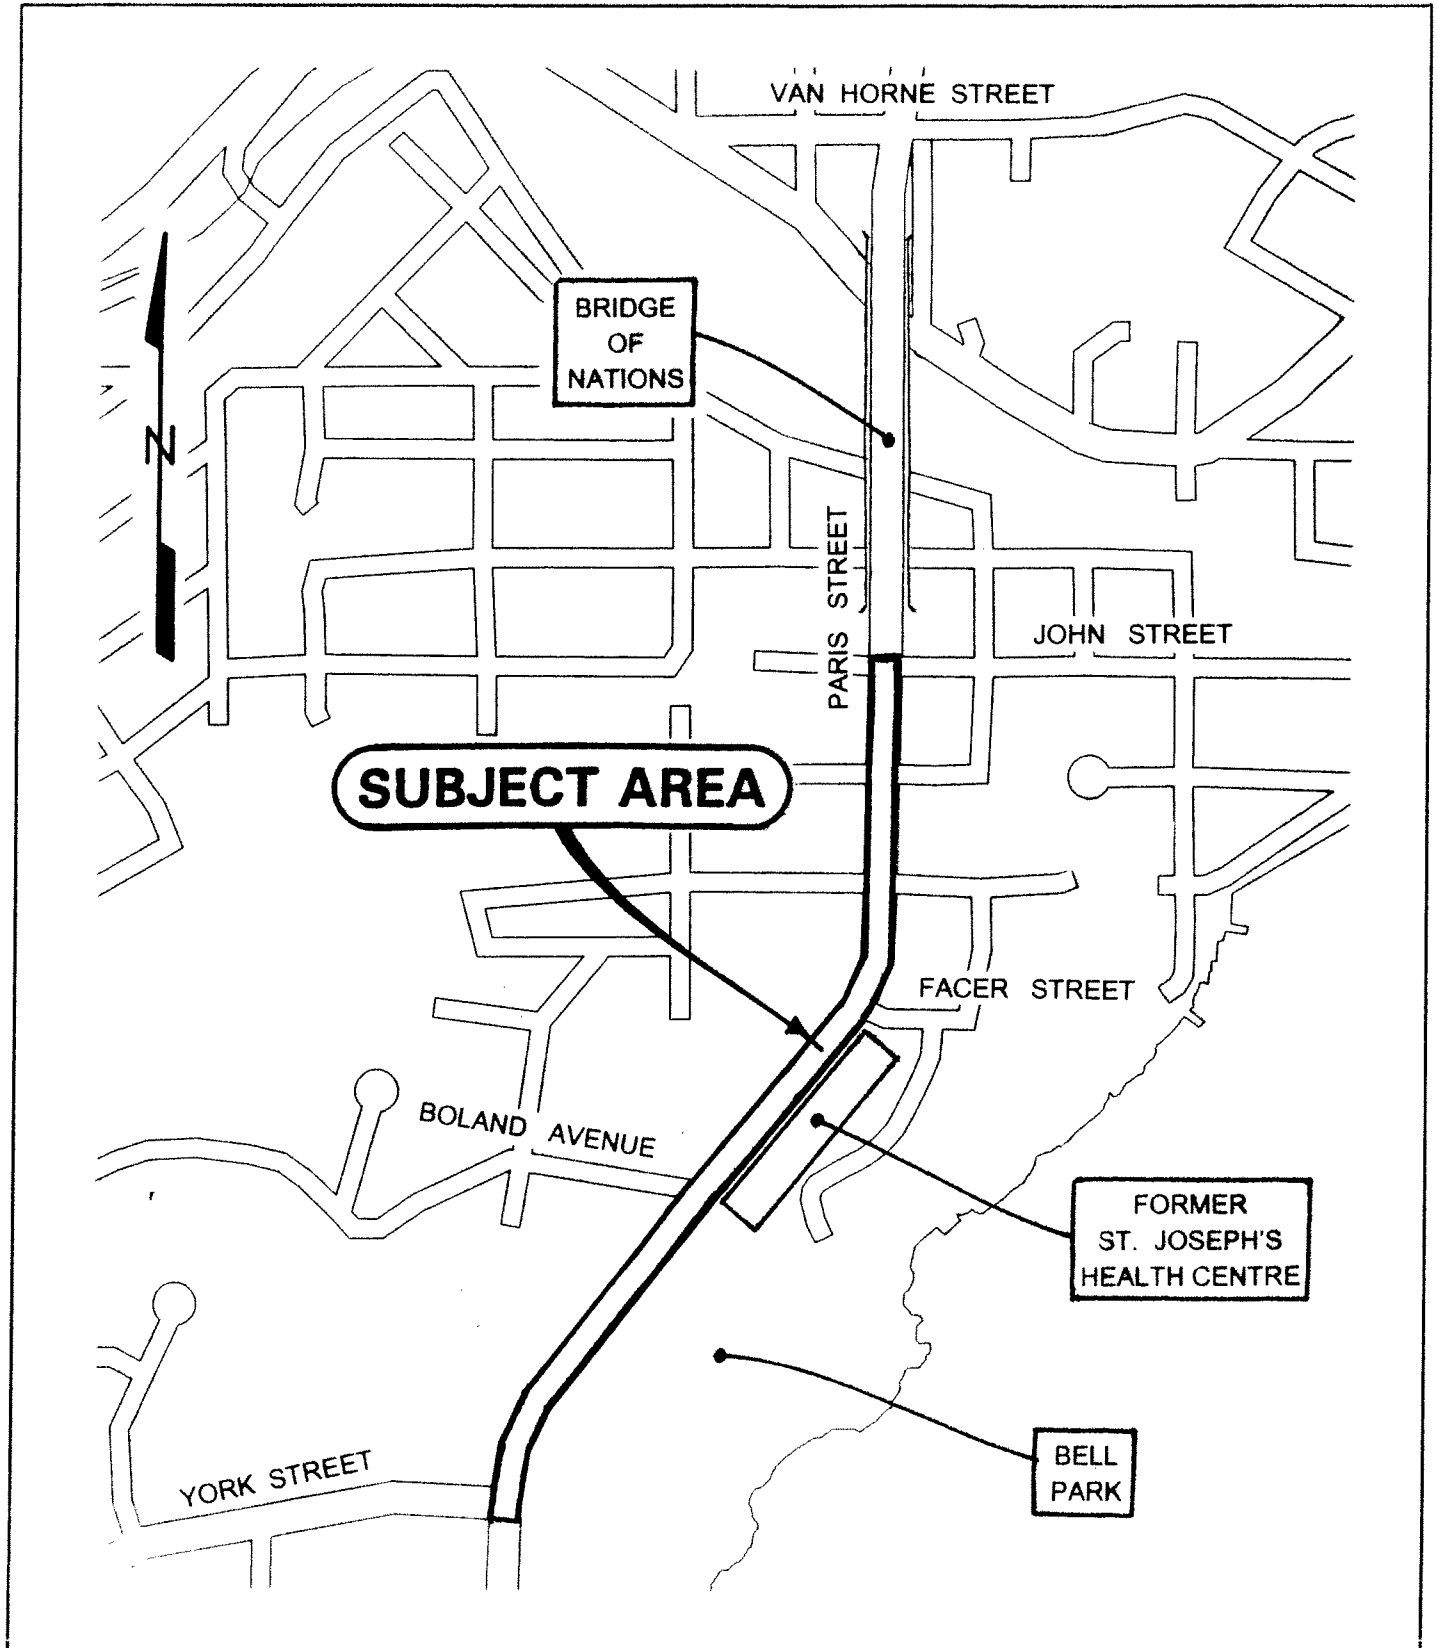 VAN HORNE STREET
BRIDGE
OF
NATIONS
N
PARIS STREET
JOHN STREET
SUBJECT AREA
FACER STREET
BOLAND AVENUE
FORMER
ST. JOSEPH'S
HEALTH CENTRE
BELL
PARK
YORK STREET